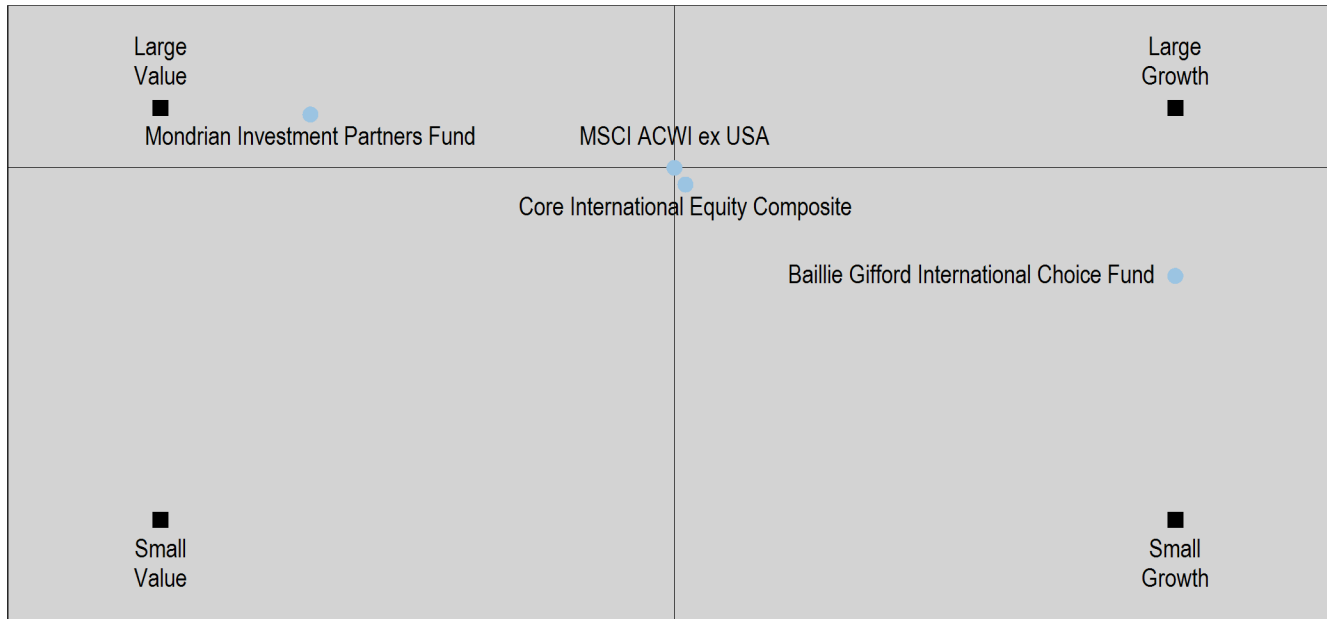 Large
Value
Large
Growth
Mondrian Investment Partners Fund
MSCI ACWI ex USA
Core International Equity Composite
Baillie Gifford International Choice Fund
Small
Value
Small
Growth